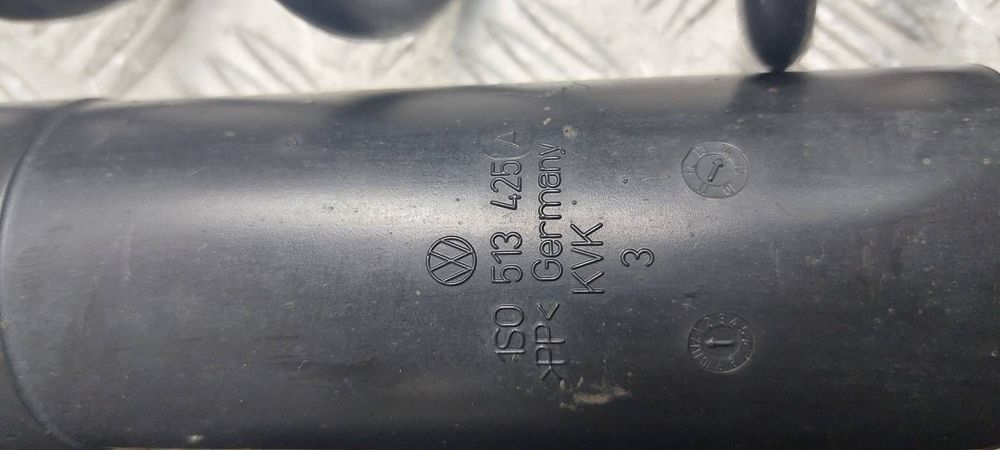 1S0 513 425 A
>PP< Germany
KVK
3